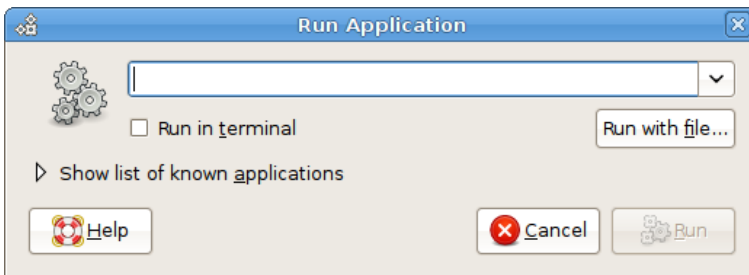 Run Application
Run in terminal
Run with file...
Show list of known applications
Help
Cancel
Run